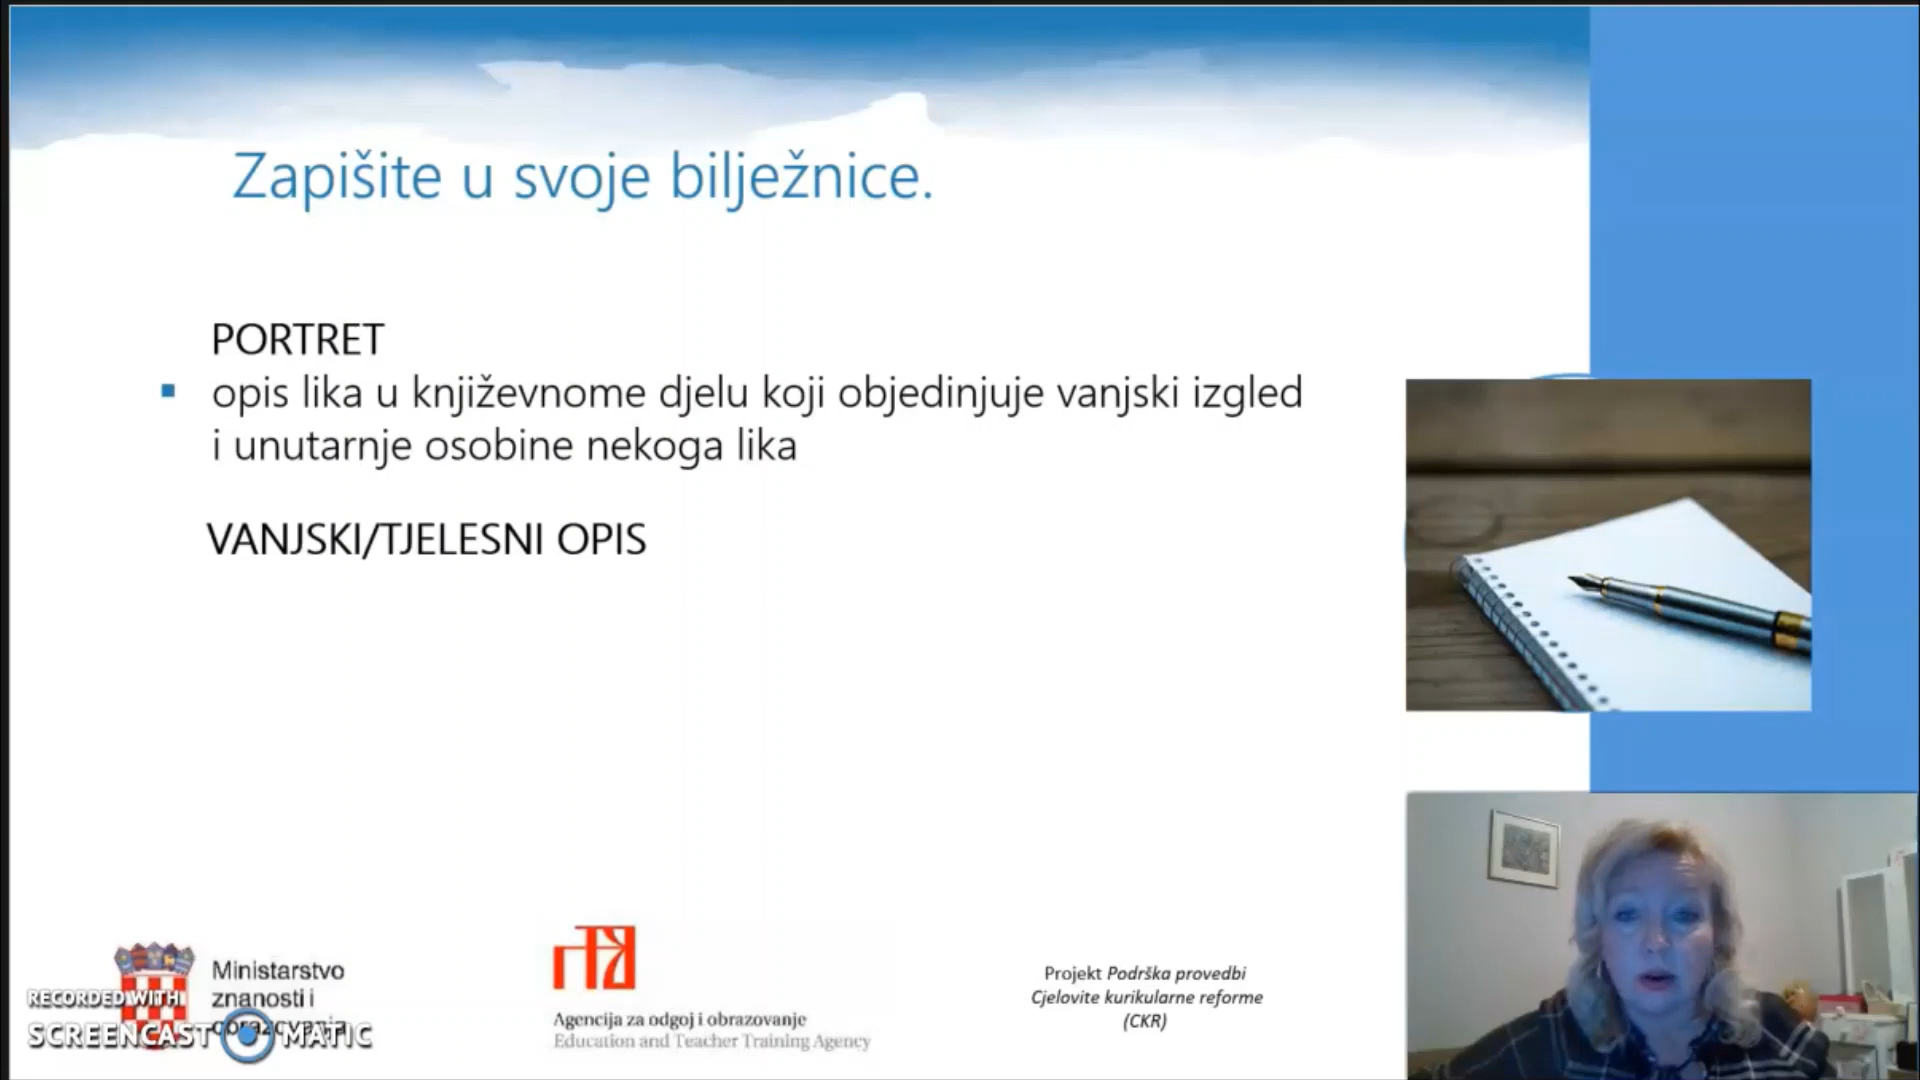 Zapišite u svoje bilježnice.
PORTRET
opis lika u književnome djelu koji objedinjuje vanjski izgled
i unutarnje osobine nekoga lika
VANJSKI/TJELESNI OPIS
Ministarstvo
znanosti i
obrazovanja
RECORDED WITH
SCREENCAST MATIC
Agencija za odgoj i obrazovanje
Education and Teacher Training Agency
Projekt Podrška provedbi
Cjelovite kurikularne reforme
(CKR)